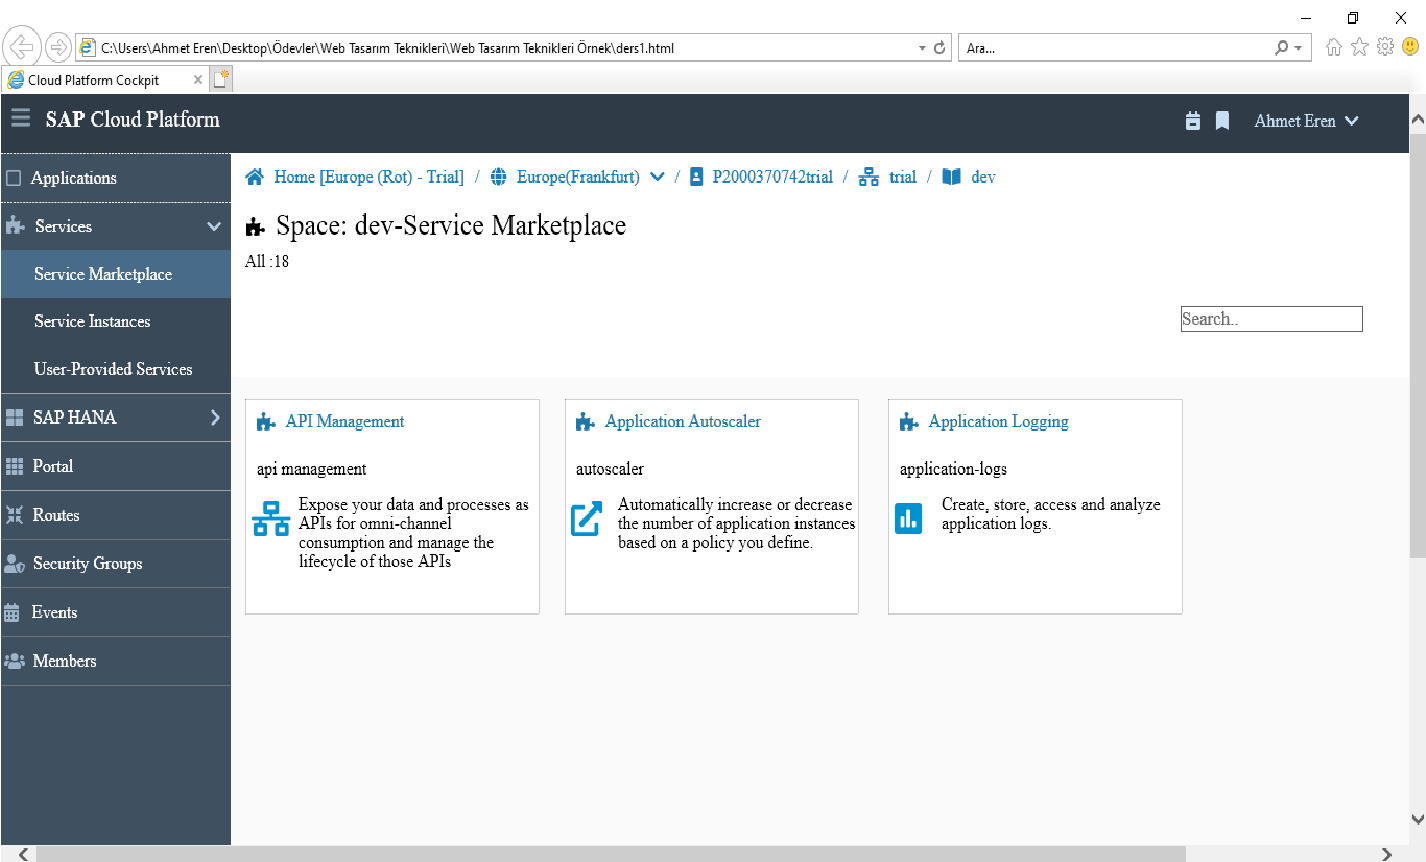 C:\Users\Ahmet Eren\Desktop\Ödevler\Web Tasarım Teknikleri\Web Tasarım Teknikleri Örnek\ders1.html
Ara...
Cloud Platform Cockpit
SAP Cloud Platform
Ahmet Eren
Applications
Services
Service Marketplace
Service Instances
User-Provided Services
SAP HANA
Portal
Routes
Security Groups
Events
Members
Home [Europe (Rot) - Trial] / Europe(Frankfurt) / P2000370742trial / trial / dev
Space: dev-Service Marketplace
All :18
Search..
API Management
api management
Expose your data and processes as
APIs for omni-channel
consumption and manage the
lifecycle of those APIs
Application Autoscaler
autoscaler
Automatically increase or decrease
the number of application instances
based on a policy you define.
Application Logging
application-logs
Create, store, access and analyze
application logs.